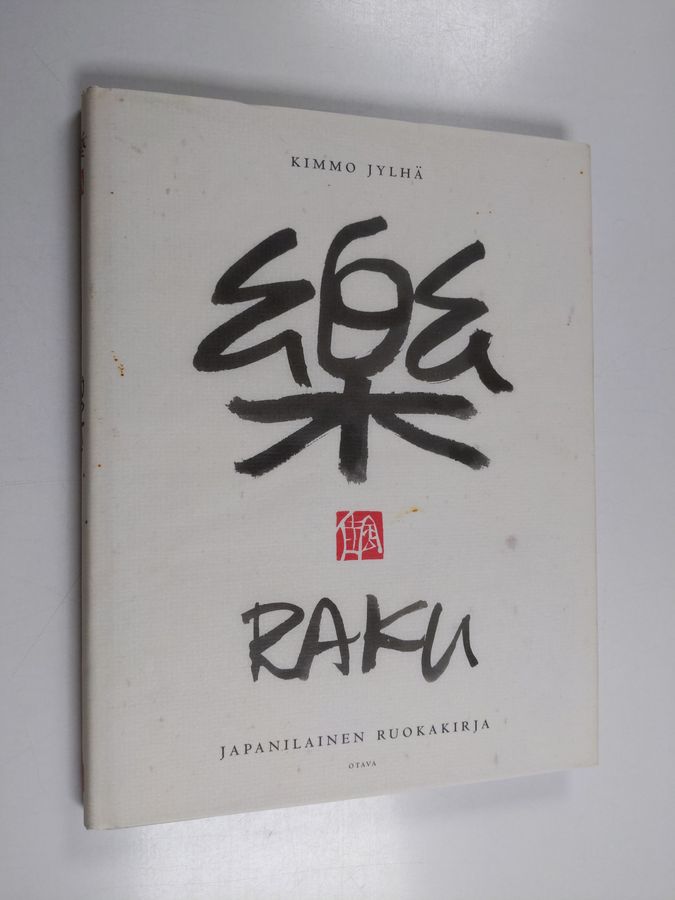 KIMMO JYLHÄ
樂
RAKU
JAPANILAINEN RUOKAKIRJA
OTAVA